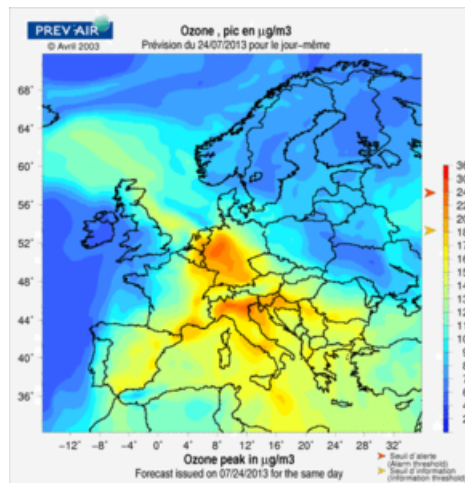 PREV'AIR
© Avril 2003
Ozone , pic en µg/m3
Prévision du 24/07/2013 pour le jour-même
68°
64°
60°
56°
52°
48°
44°
40°
36°
-12° -8° -4° 0° 4° 8° 12° 16° 20° 24° 28° 32°
Ozone peak in µg/m3
Forecast issued on 07/24/2013 for the same day
Seuil d'alerte
(Alarm threshold)
Seuil d'information
(Information threshold)